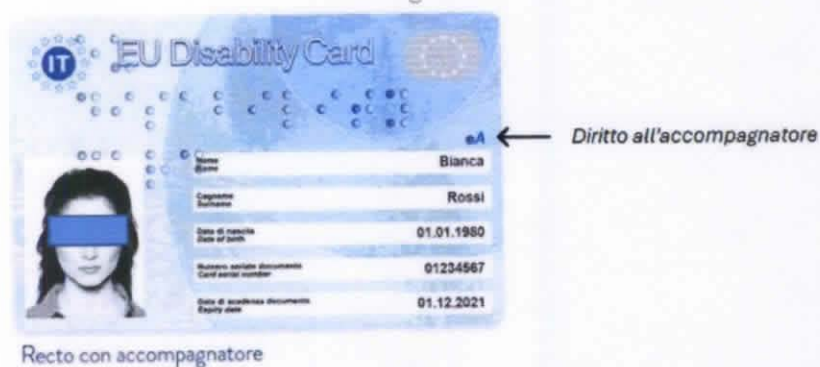 IT
EU Disability Card
eA
Diritto all'accompagnatore
Nome
Name
Bianca
Cognome
Surname
Rossi
Data di nascita
Date of birth
01.01.1980
Numero seriale documento
Card serial number
01234567
Data di scadenza documento
Expiry date
01.12.2021
Recto con accompagnatore